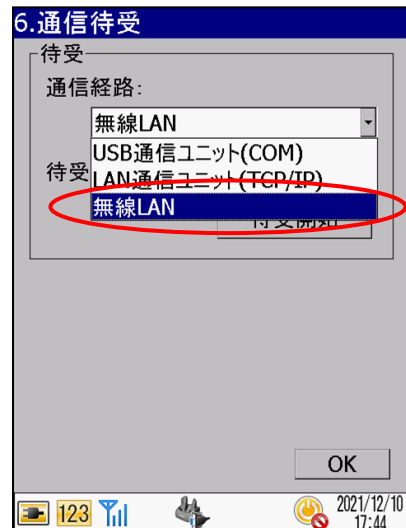 6.通信待受
待受
通信経路:
無線LAN
USB通信ユニット(COM)
待受
LAN通信ユニット(TCP/IP)
無線LAN
待受開始
OK
123
2021/12/10
17:44